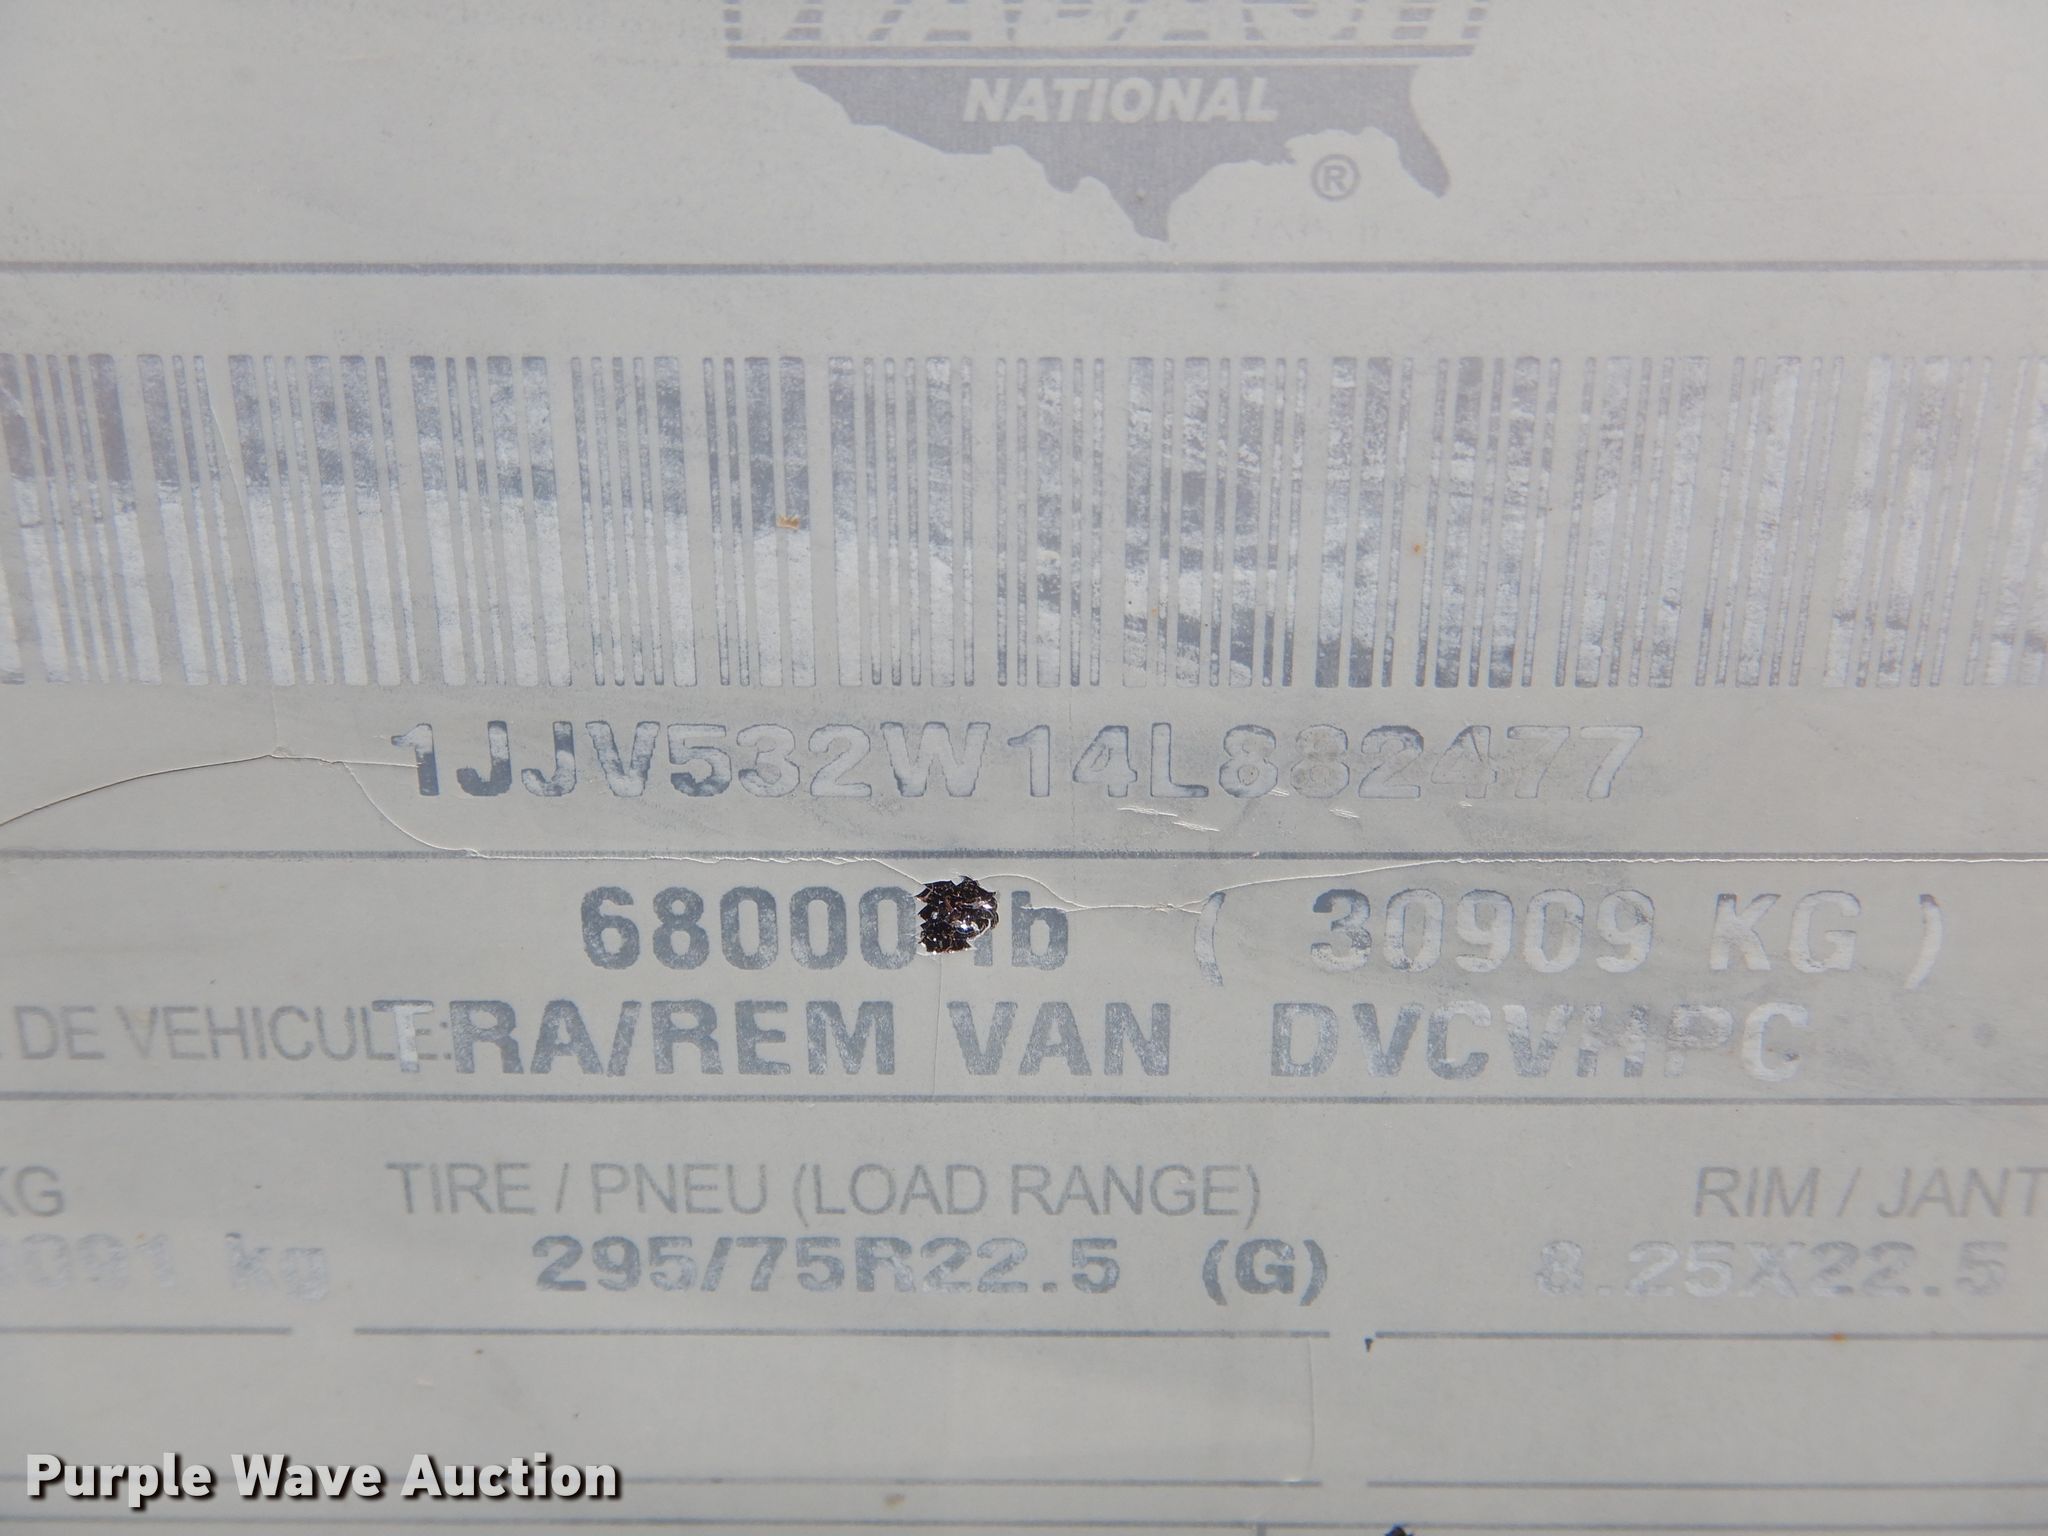 NATIONAL
®
1JJV532W14L882477
68000 lb ( 30909 KG )
DE VEHICULE: TRA/REM VAN DVCVHPC
KG TIRE / PNEU (LOAD RANGE) RIM / JANT
kg 295/75R22.5 (G) 8.25X22.5
Purple Wave Auction